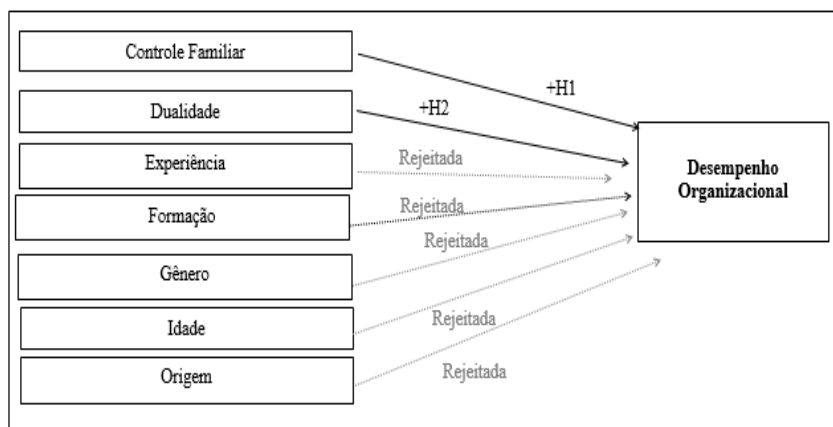 Controle Familiar
+H1
Dualidade
+H2
Experiência
Rejeitada
Formação
Rejeitada
Gênero
Rejeitada
Idade
Rejeitada
Origem
Rejeitada
Desempenho
Organizacional